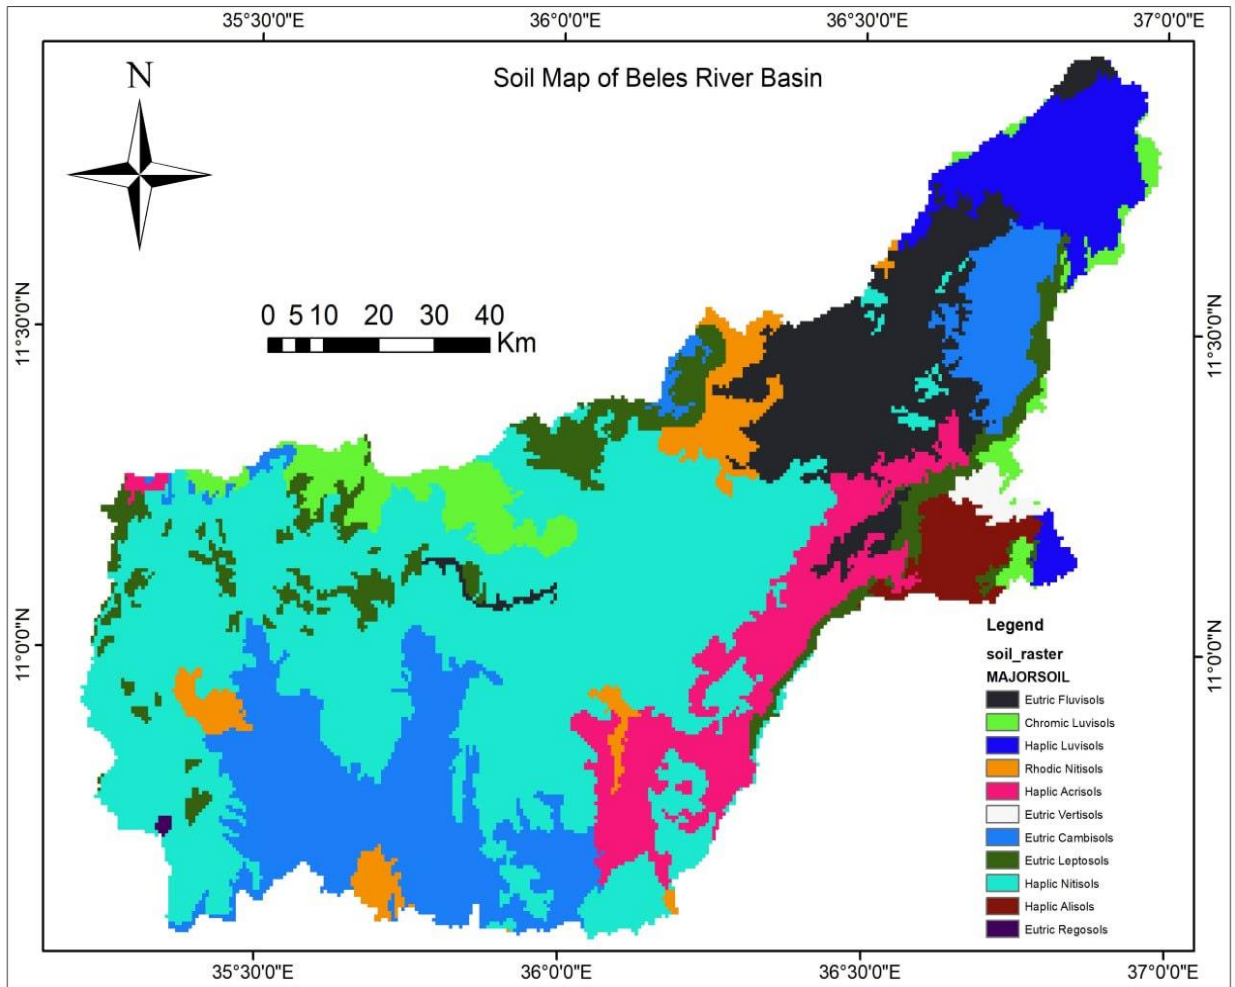 35°30'0"E 36°0'0"E 36°30'0"E 37°0'0"E
N
Soil Map of Beles River Basin
0 5 10 20 30 40
Km
11°30'0"N
11°30'0"N
11°0'0"N
11°0'0"N
Legend
soil_raster
MAJORSOIL
Eutric Fluvisols
Chromic Luvisols
Haplic Luvisols
Rhodic Nitisols
Haplic Acrisols
Eutric Vertisols
Eutric Cambisols
Eutric Leptosols
Haplic Nitisols
Haplic Alisols
Eutric Regosols
35°30'0"E 36°0'0"E 36°30'0"E 37°0'0"E